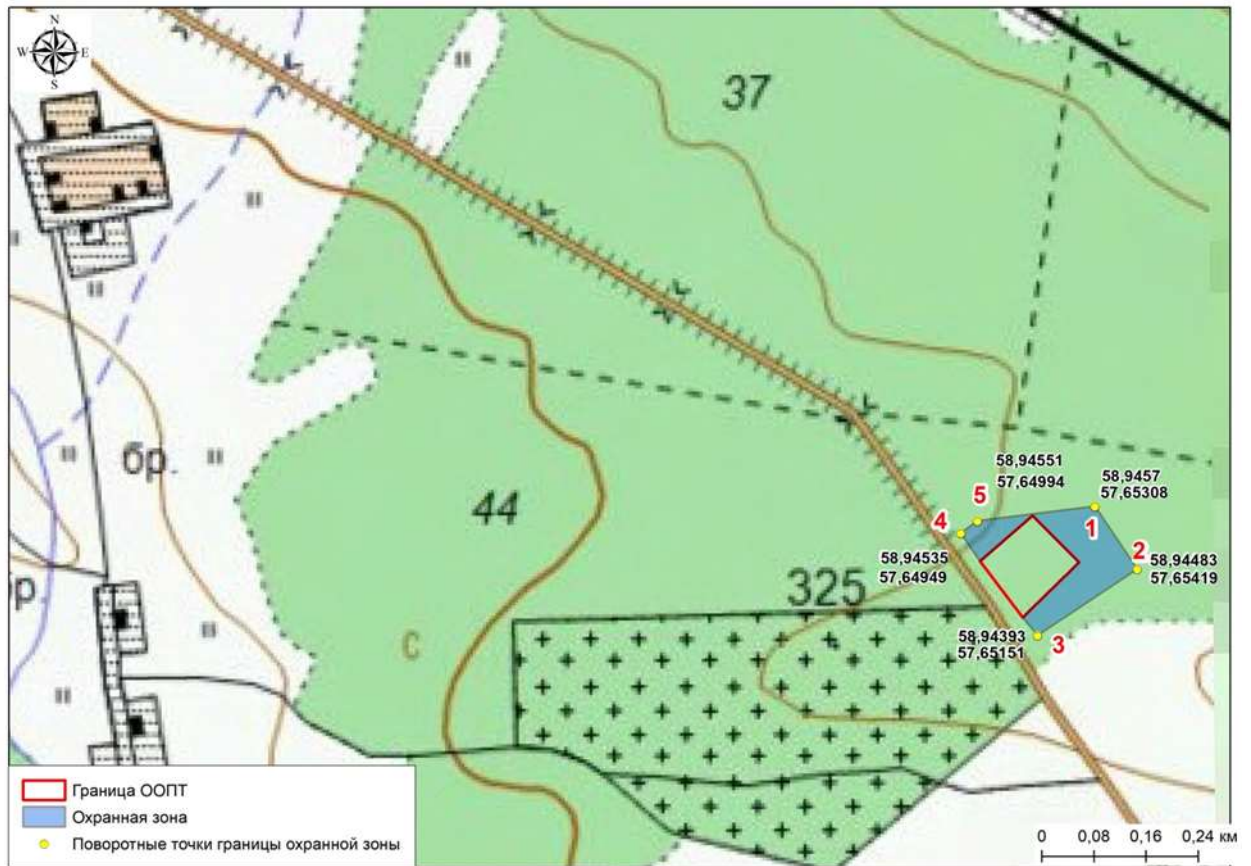 N
W E
S
37
бр.
44
58,94551
57,64994
58,9457
57,65308
5
4
1
2
58,94535
57,64949
58,94483
57,65419
325
58,94393
57,65151
3
бр
С
Граница ООПТ
Охранная зона
Поворотные точки границы охранной зоны
0 0,08 0,16 0,24 км